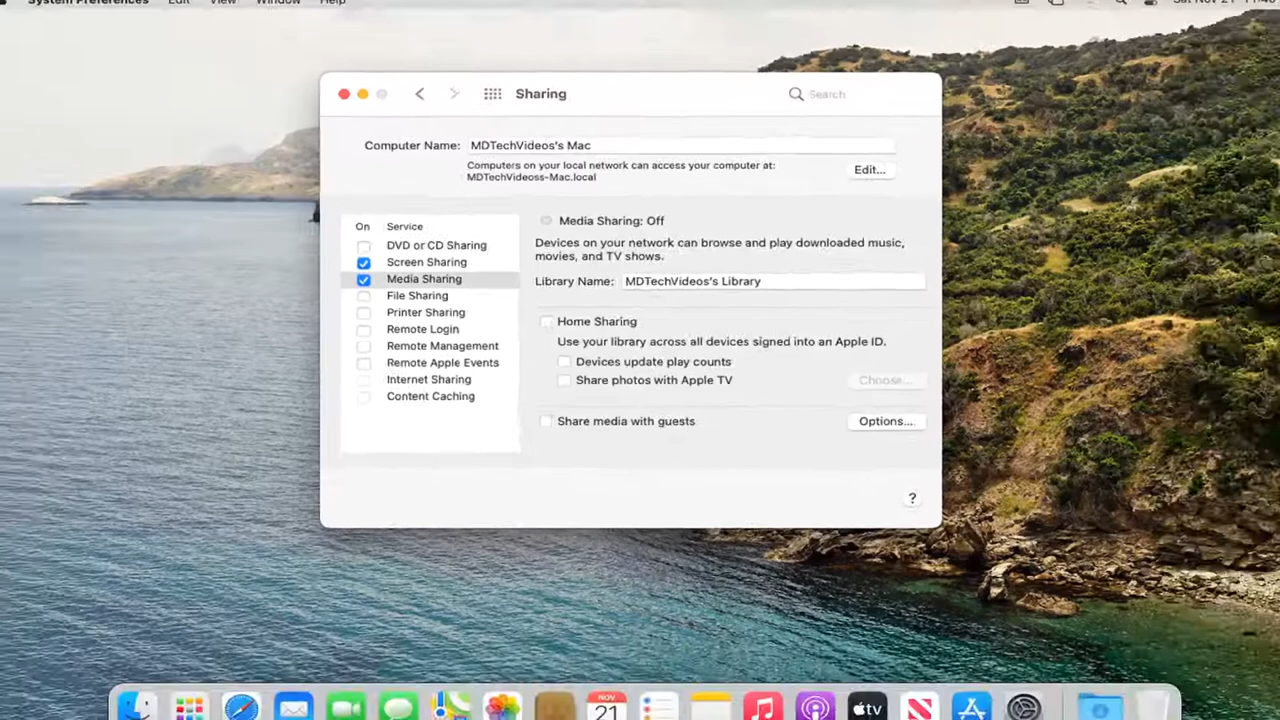 System Preferences Edit View Window Help
Sharing
Search
Computer Name: MDTechVideos's Mac
Computers on your local network can access your computer at:
MDTechVideoss-Mac.local
Edit...
On Service
DVD or CD Sharing
Screen Sharing
Media Sharing
File Sharing
Printer Sharing
Remote Login
Remote Management
Remote Apple Events
Internet Sharing
Content Caching
Media Sharing: Off
Devices on your network can browse and play downloaded music,
movies, and TV shows.
Library Name: MDTechVideos's Library
Home Sharing
Use your library across all devices signed into an Apple ID.
Devices update play counts
Share photos with Apple TV
Choose...
Share media with guests
Options...
?
NOV
21
tv